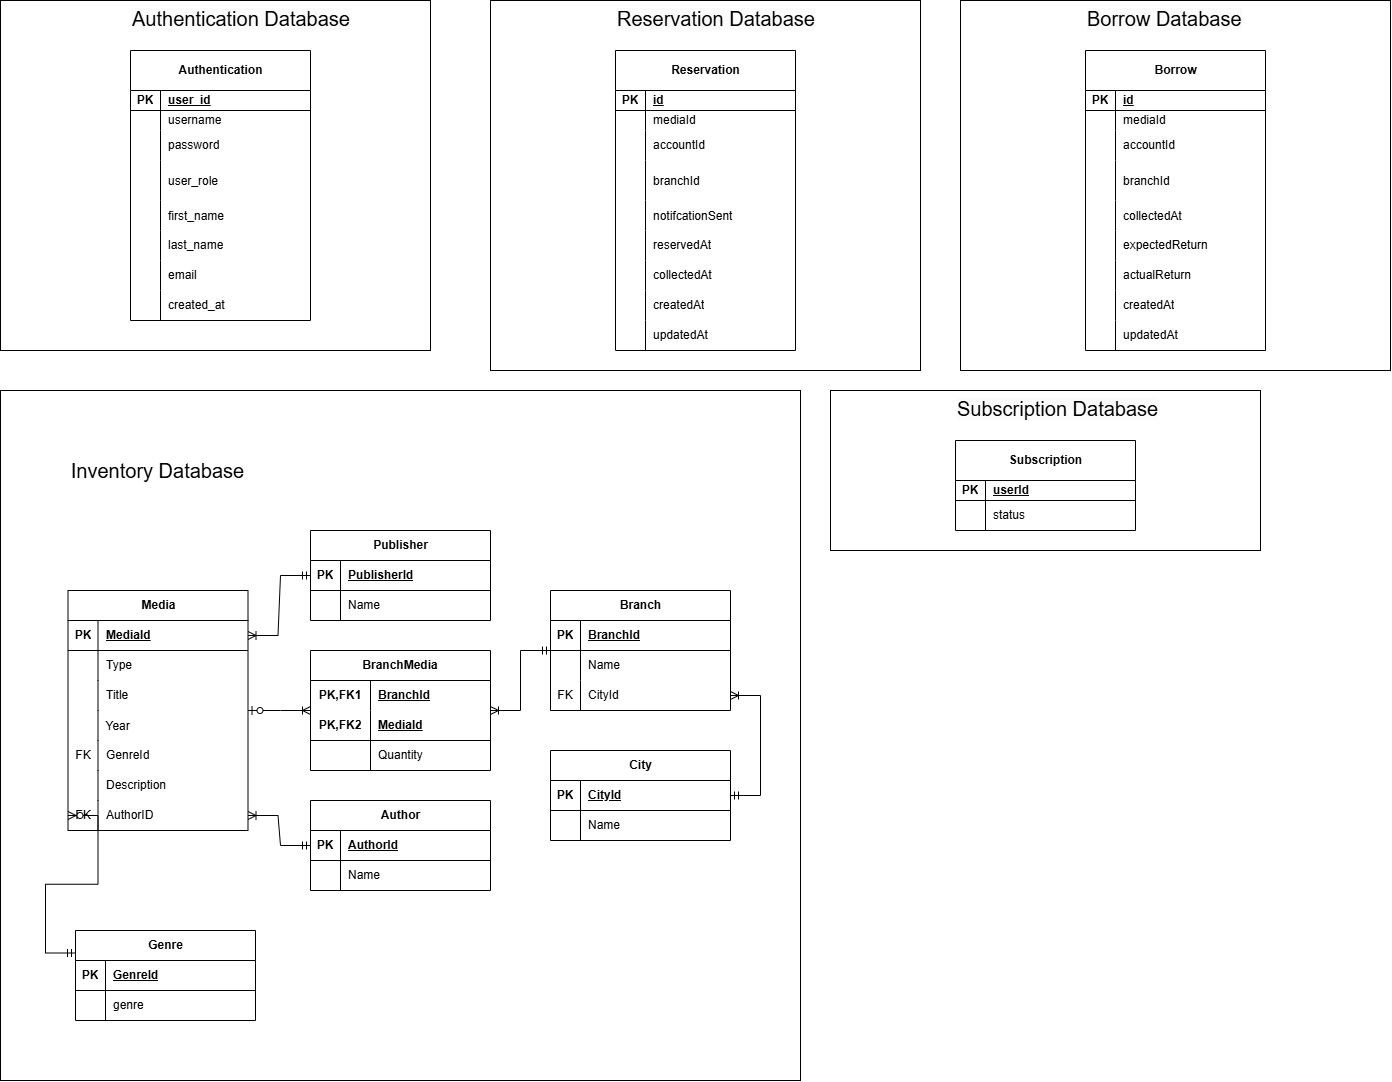 Authentication Database
Authentication
PK user_id
username
password
user_role
first_name
last_name
email
created_at
Reservation Database
Reservation
PK id
mediaId
accountId
branchId
notifcationSent
reservedAt
collectedAt
createdAt
updatedAt
Borrow Database
Borrow
PK id
mediaId
accountId
branchId
collectedAt
expectedReturn
actualReturn
createdAt
updatedAt
Inventory Database
Media
PK MediaId
Type
Title
Year
FK GenreId
Description
FK AuthorID
Publisher
PK PublisherId
Name
BranchMedia
PK,FK1 BranchId
PK,FK2 MediaId
Quantity
Author
PK AuthorId
Name
Branch
PK BranchId
Name
FK CityId
City
PK CityId
Name
Genre
PK GenreId
genre
Subscription Database
Subscription
PK userId
status